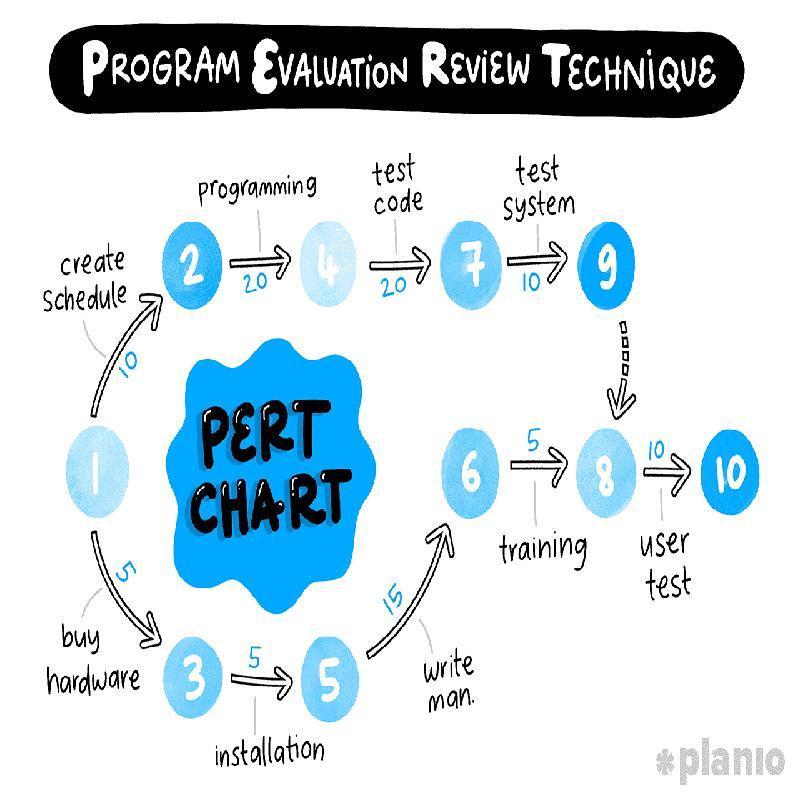 PROGRAM EVALUATION REVIEW TECHNIQUE
programming
test
code
test
system
create
schedule
2
20
4
20
7
10
9
10
PERT
CHART
1
6
5
8
10
10
training
user
test
5
buy
hardware
3
5
5
15
write
man.
installation
*planio